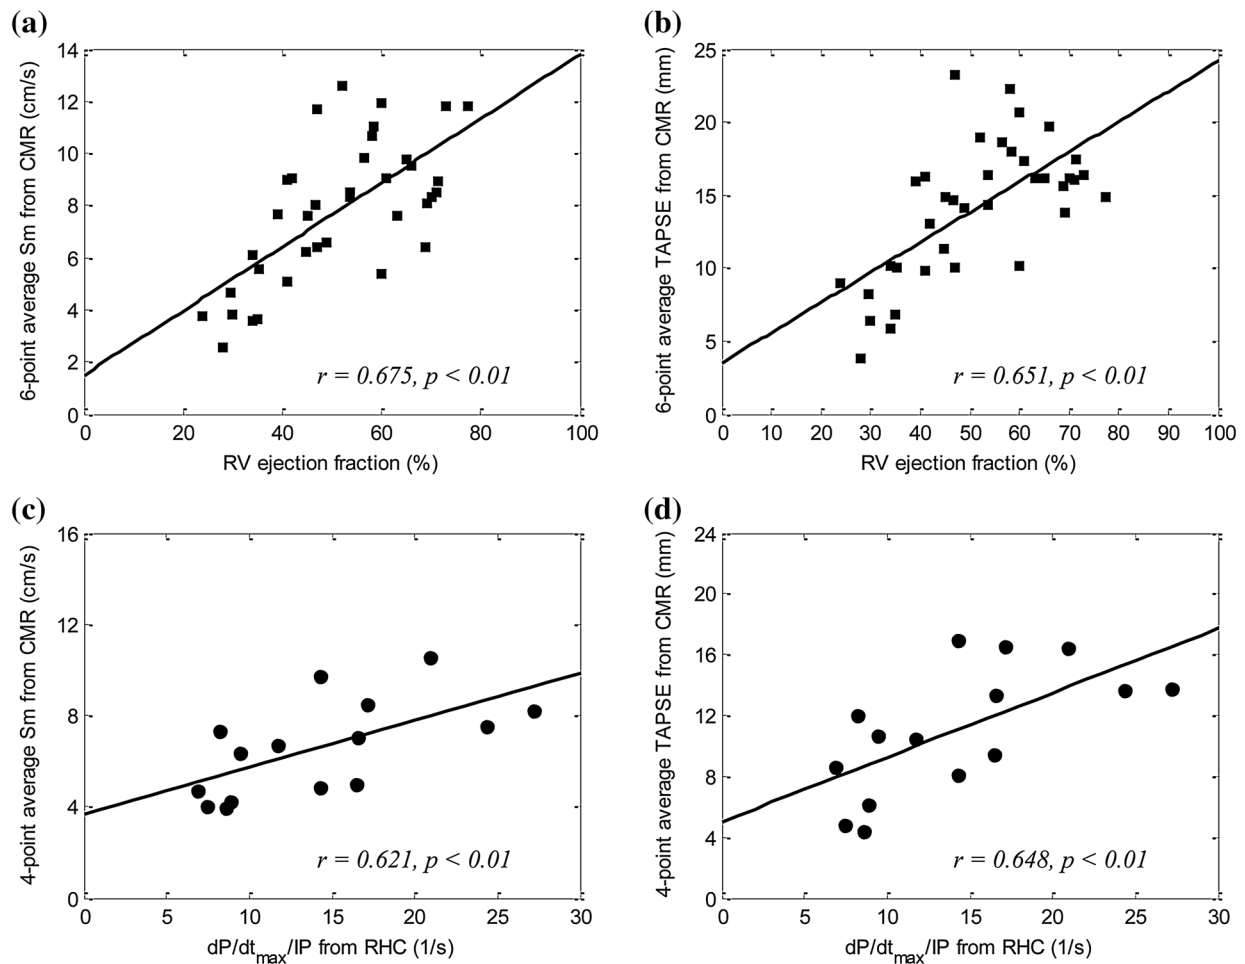 (a)
14
12
10
8
6
4
2
0
6-point average Sm from CMR (cm/s)
r = 0.675, p < 0.01
0 20 40 60 80 100
RV ejection fraction (%)
(b)
25
20
15
10
5
0
6-point average TAPSE from CMR (mm)
r = 0.651, p < 0.01
0 10 20 30 40 50 60 70 80 90 100
RV ejection fraction (%)
(c)
16
12
8
4
0
4-point average Sm from CMR (cm/s)
r = 0.621, p < 0.01
0 5 10 15 20 25 30
dP/dtmax/IP from RHC (1/s)
(d)
24
20
16
12
8
4
0
4-point average TAPSE from CMR (mm)
r = 0.648, p < 0.01
0 5 10 15 20 25 30
dP/dtmax/IP from RHC (1/s)